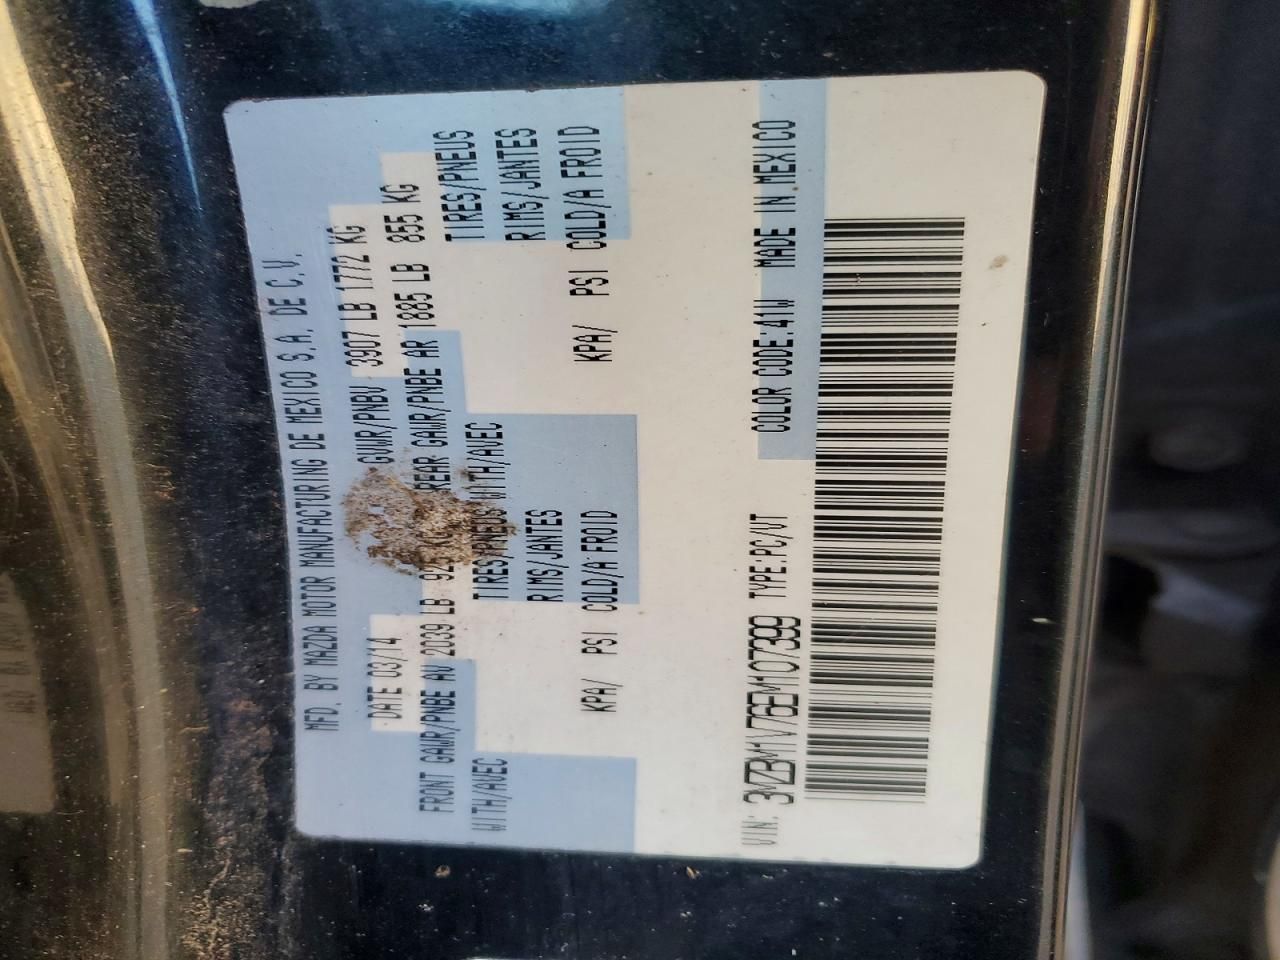 MFD. BY MAZDA MOTOR MANUFACTURING DE MEXICO S.A. DE C.V.
DATE 03/14 GVWR/PNBV 3907 LB 1772 KG
FRONT GAWR/PNBE AV 2039 LB REAR GAWR/PNBE AR 1885 LB 855 KG
WITH/AVEC TIRES/PNEUS WITH/AVEC TIRES/PNEUS
RIMS/JANTES RIMS/JANTES
KPA/ PSI COLD/A FROID KPA/ PSI COLD/A FROID
VIN: 3MZBM1V76EM107399 TYPE:PC/VT COLOR CODE:41W MADE IN MEXICO